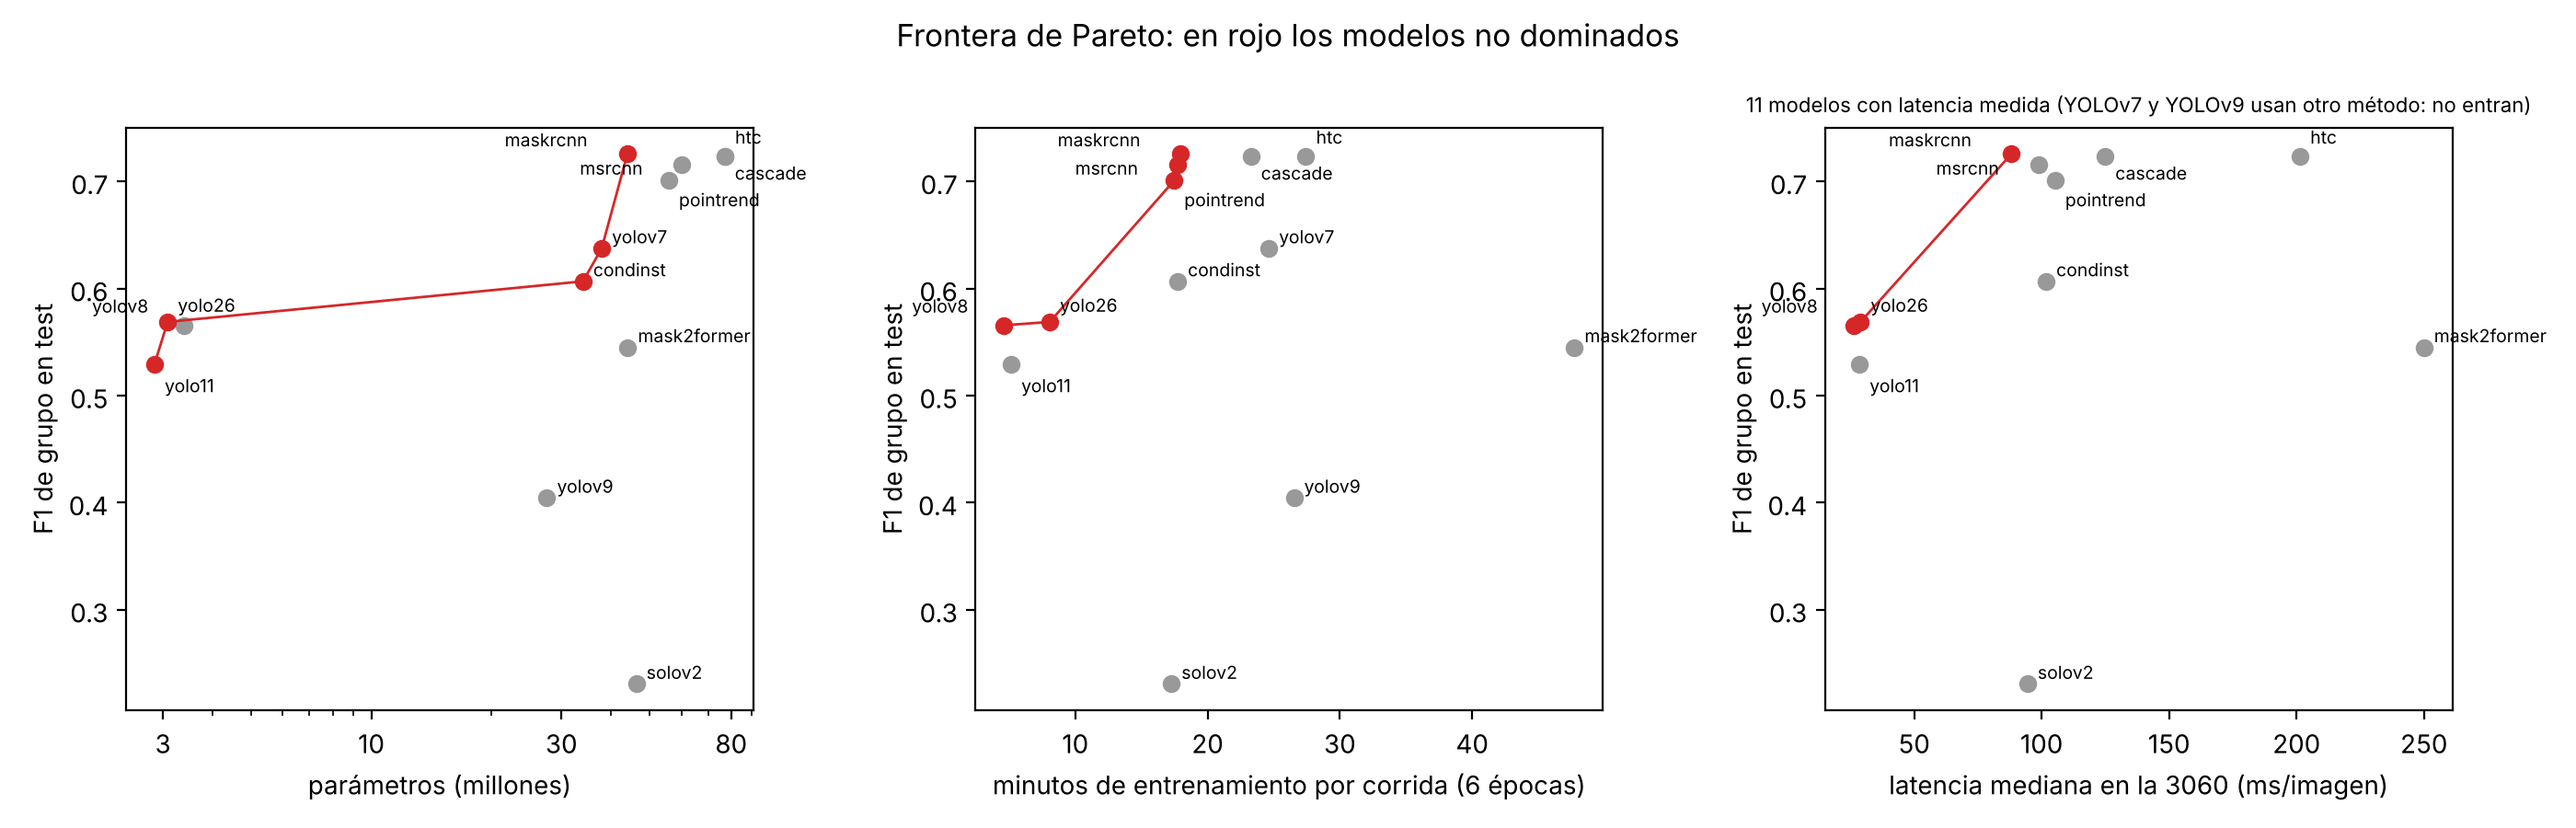 Frontera de Pareto: en rojo los modelos no dominados
F1 de grupo en test
0.7
0.6
0.5
0.4
0.3
maskrcnn
htc
msrcnn
cascade
pointrend
yolov7
condinst
yolov8
yolo26
mask2former
yolo11
yolov9
solov2
3
10
30
80
parámetros (millones)
F1 de grupo en test
0.7
0.6
0.5
0.4
0.3
maskrcnn
htc
msrcnn
cascade
pointrend
yolov7
condinst
yolov8
yolo26
mask2former
yolo11
yolov9
solov2
10
20
30
40
minutos de entrenamiento por corrida (6 épocas)
11 modelos con latencia medida (YOLOv7 y YOLOv9 usan otro método: no entran)
F1 de grupo en test
0.7
0.6
0.5
0.4
0.3
maskrcnn
htc
msrcnn
cascade
pointrend
condinst
yolov8
yolo26
mask2former
yolo11
solov2
50
100
150
200
250
latencia mediana en la 3060 (ms/imagen)